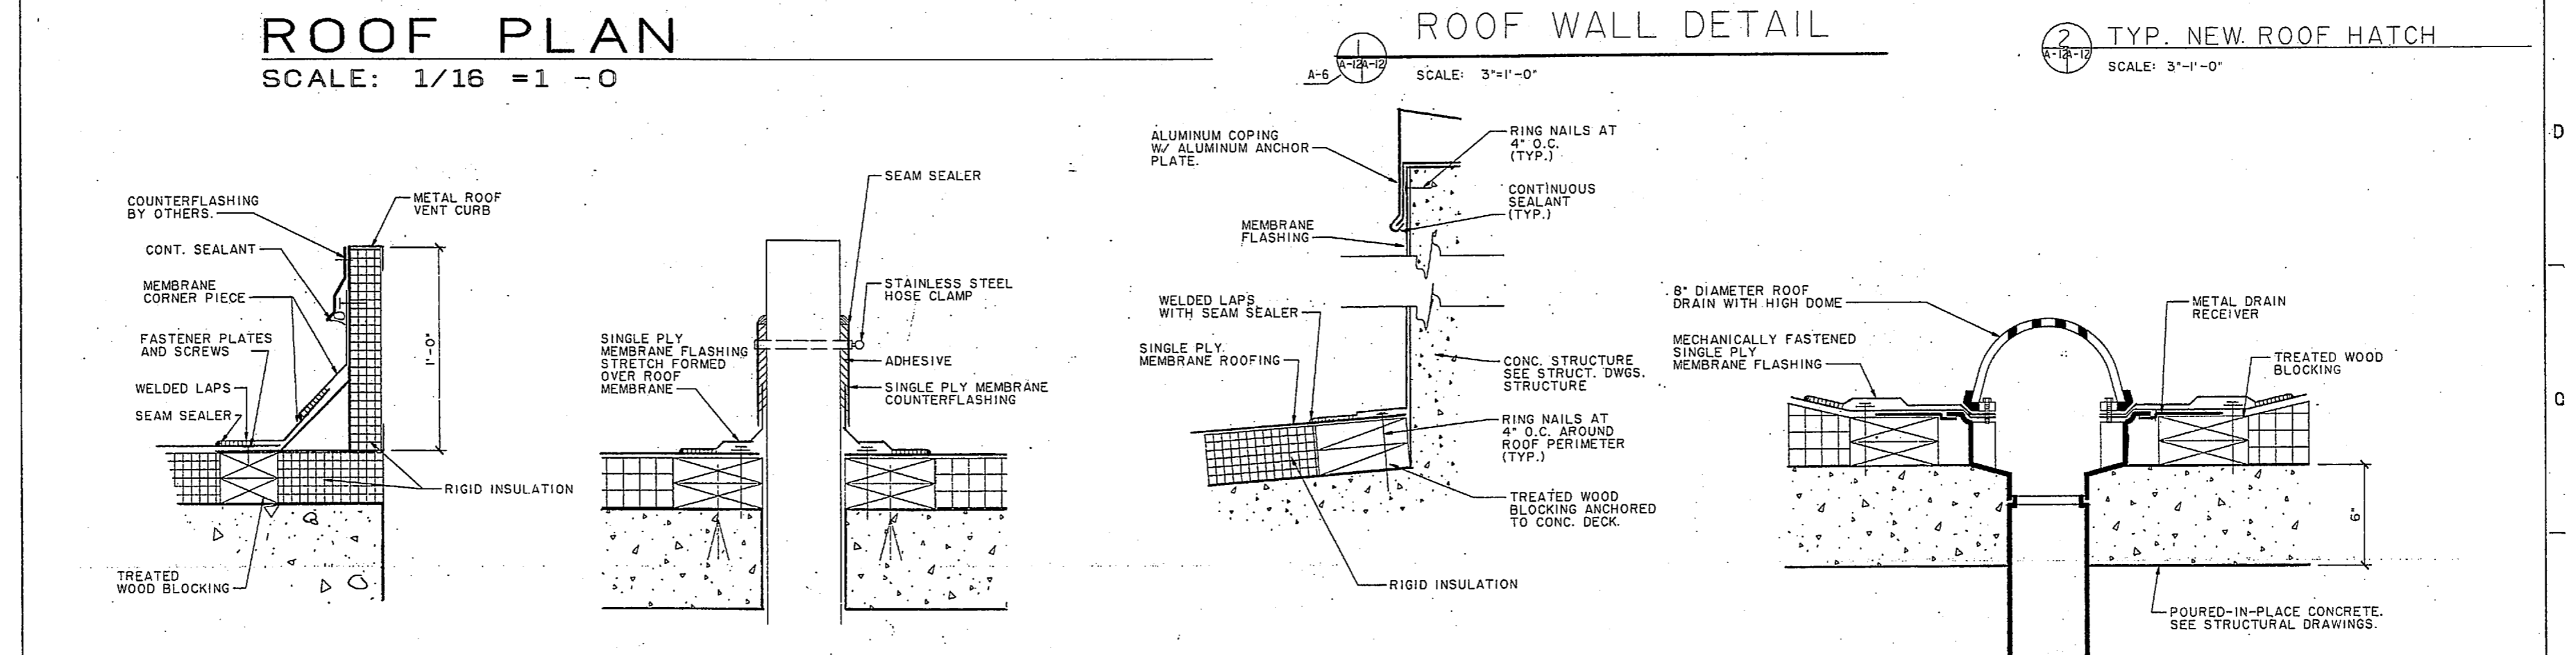 ROOF PLAN
SCALE: 1/16 =1 -0
ROOF WALL DETAIL
1
A-12 A-12
A-6
SCALE: 3"=1'-0"
2
A-12 A-12
TYP. NEW. ROOF HATCH
SCALE: 3"-1'-0"
D
C
COUNTERFLASHING
BY OTHERS.
METAL ROOF
VENT CURB
CONT. SEALANT
MEMBRANE
CORNER PIECE
FASTENER PLATES
AND SCREWS
WELDED LAPS
SEAM SEALER
1'-0"
RIGID INSULATION
TREATED
WOOD BLOCKING
SEAM SEALER
STAINLESS STEEL
HOSE CLAMP
SINGLE PLY
MEMBRANE FLASHING
STRETCH FORMED
OVER ROOF
MEMBRANE
ADHESIVE
SINGLE PLY MEMBRANE
COUNTERFLASHING
ALUMINUM COPING
W/ ALUMINUM ANCHOR
PLATE.
RING NAILS AT
4" O.C.
(TYP.)
CONTINUOUS
SEALANT
(TYP.)
MEMBRANE
FLASHING
WELDED LAPS
WITH SEAM SEALER
SINGLE PLY
MEMBRANE ROOFING
CONC. STRUCTURE
SEE STRUCT. DWGS.
STRUCTURE
RING NAILS AT
4" O.C. AROUND
ROOF PERIMETER
(TYP.)
TREATED WOOD
BLOCKING ANCHORED
TO CONC. DECK.
RIGID INSULATION
8" DIAMETER ROOF
DRAIN WITH HIGH DOME
MECHANICALLY FASTENED
SINGLE PLY
MEMBRANE FLASHING
METAL DRAIN
RECEIVER
TREATED WOOD
BLOCKING
6"
POURED-IN-PLACE CONCRETE.
SEE STRUCTURAL DRAWINGS.